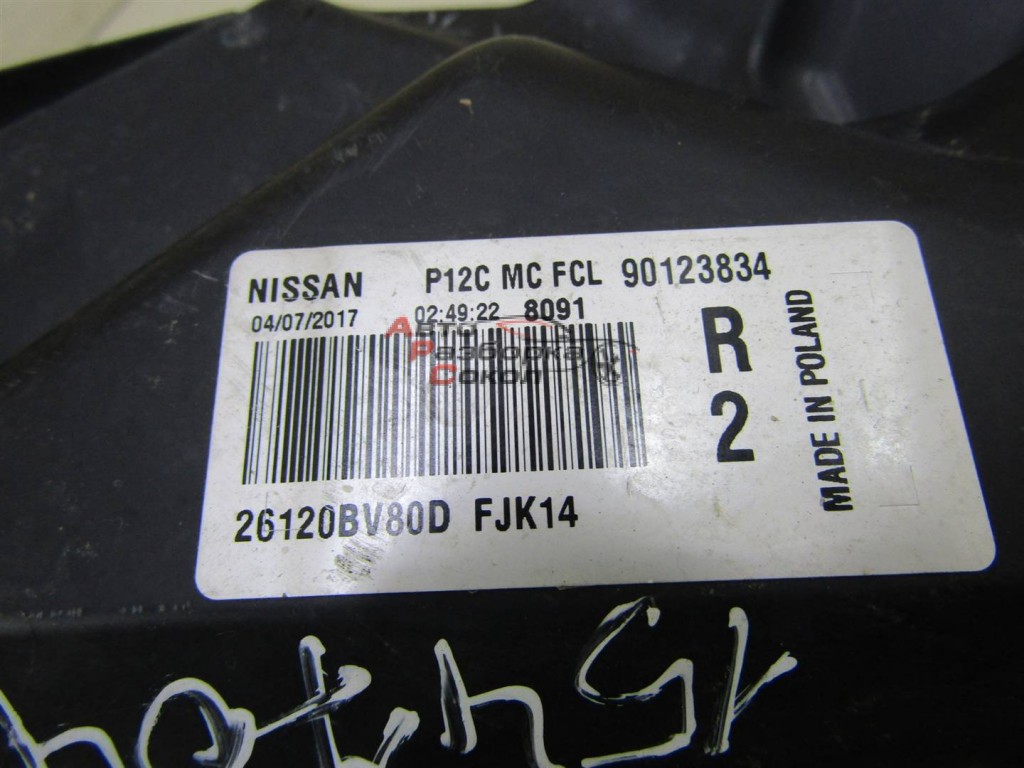 NISSAN P12C MC FCL 90123834
04/07/2017 02:49:22 8091
R
2
MADE IN POLAND
АВТО
РАЗБОРКА
СОКОЛ
26120BV80D FJK14